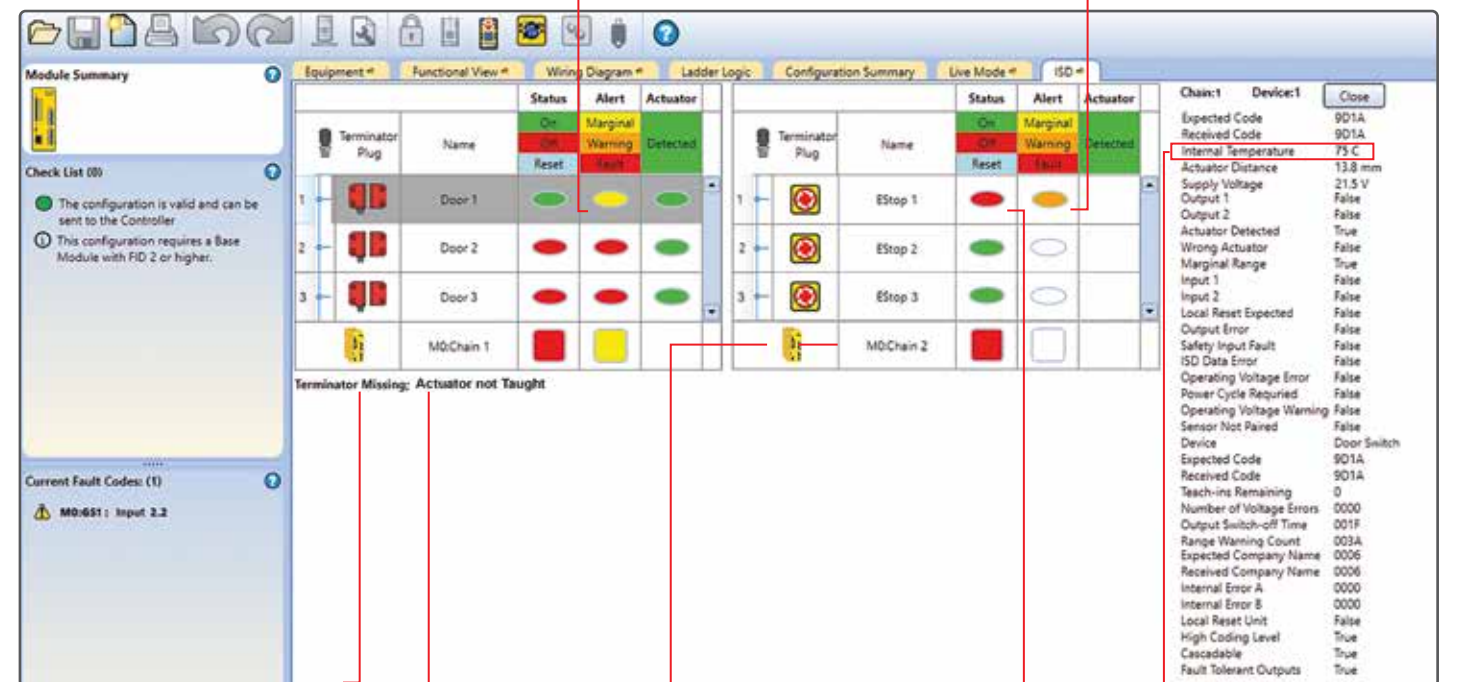 Equipment
Functional View
Wiring Diagram
Ladder Logic
Configuration Summary
Live Mode
ISD
Module Summary
Check List (0)
The configuration is valid and can be
sent to the Controller
This configuration requires a Base
Module with FID 2 or higher.
Current Fault Codes: (1)
M0:GS1 : Input 2.2
Status Alert Actuator
Terminator
Plug
Name
On Marginal
Off Warning Detected
Reset Fault
1 Door 1
2 Door 2
3 Door 3
M0:Chain 1
Terminator Missing; Actuator not Taught
Status Alert Actuator
Terminator
Plug
Name
On Marginal
Off Warning Detected
Reset Fault
1 EStop 1
2 EStop 2
3 EStop 3
M0:Chain 2
Chain:1 Device:1 Close
Expected Code 9D1A
Received Code 9D1A
Internal Temperature 75 C
Actuator Distance 13.8 mm
Supply Voltage 21.5 V
Output 1 False
Output 2 False
Actuator Detected True
Wrong Actuator False
Marginal Range True
Input 1 False
Input 2 False
Local Reset Expected False
Output Error False
Safety Input Fault False
ISD Data Error False
Operating Voltage Error False
Power Cycle Requried False
Operating Voltage Warning False
Sensor Not Paired False
Device Door Switch
Expected Code 9D1A
Received Code 9D1A
Teach-ins Remaining 0
Number of Voltage Errors 0000
Output Switch-off Time 001F
Range Warning Count 003A
Expected Company Name 0006
Received Company Name 0006
Internal Error A 0000
Internal Error B 0000
Local Reset Unit False
High Coding Level True
Cascadable True
Fault Tolerant Outputs True